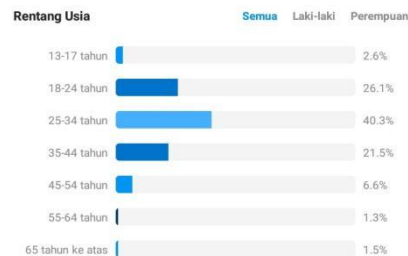 Rentang Usia Semua Laki-laki Perempuan
13-17 tahun 2.6%
18-24 tahun 26.1%
25-34 tahun 40.3%
35-44 tahun 21.5%
45-54 tahun 6.6%
55-64 tahun 1.3%
65 tahun ke atas 1.5%